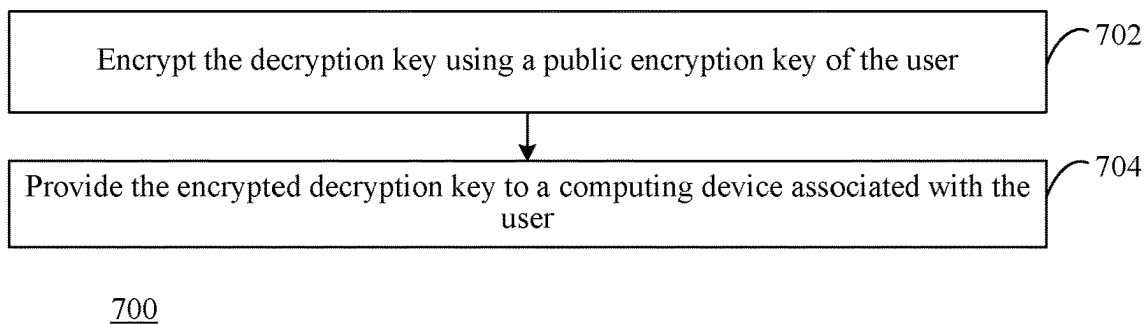 Encrypt the decryption key using a public encryption key of the user
702
Provide the encrypted decryption key to a computing device associated with the
user
704
700